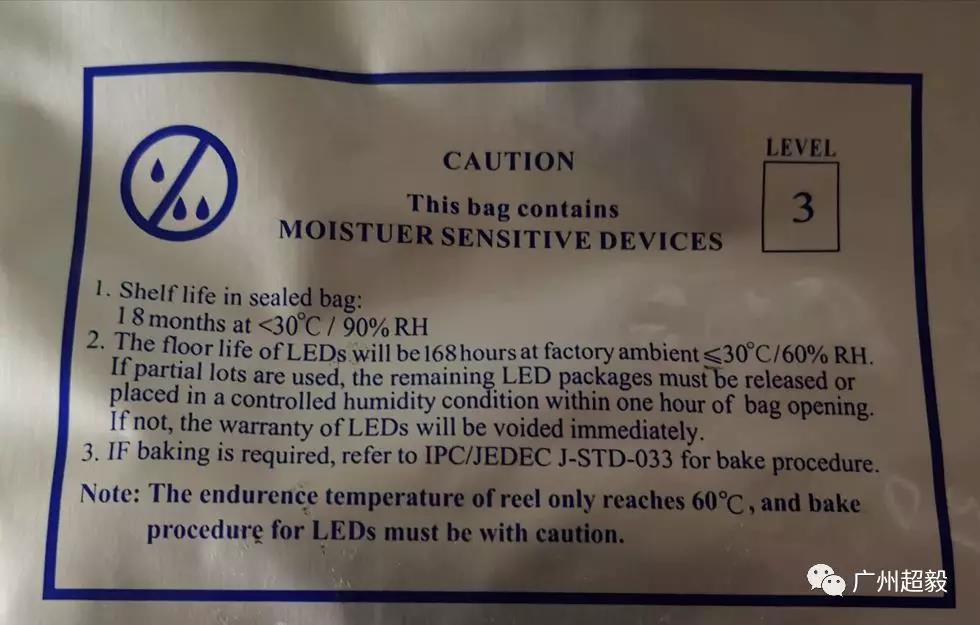 CAUTION
LEVEL
3
This bag contains
MOISTUER SENSITIVE DEVICES
1. Shelf life in sealed bag:
18 months at <30°C / 90% RH
2. The floor life of LEDs will be 168 hours at factory ambient ≤30°C/60% RH.
If partial lots are used, the remaining LED packages must be released or
placed in a controlled humidity condition within one hour of bag opening.
If not, the warranty of LEDs will be voided immediately.
3. IF baking is required, refer to IPC/JEDEC J-STD-033 for bake procedure.
Note: The endurence temperature of reel only reaches 60℃, and bake
procedure for LEDs must be with caution.
广州超毅